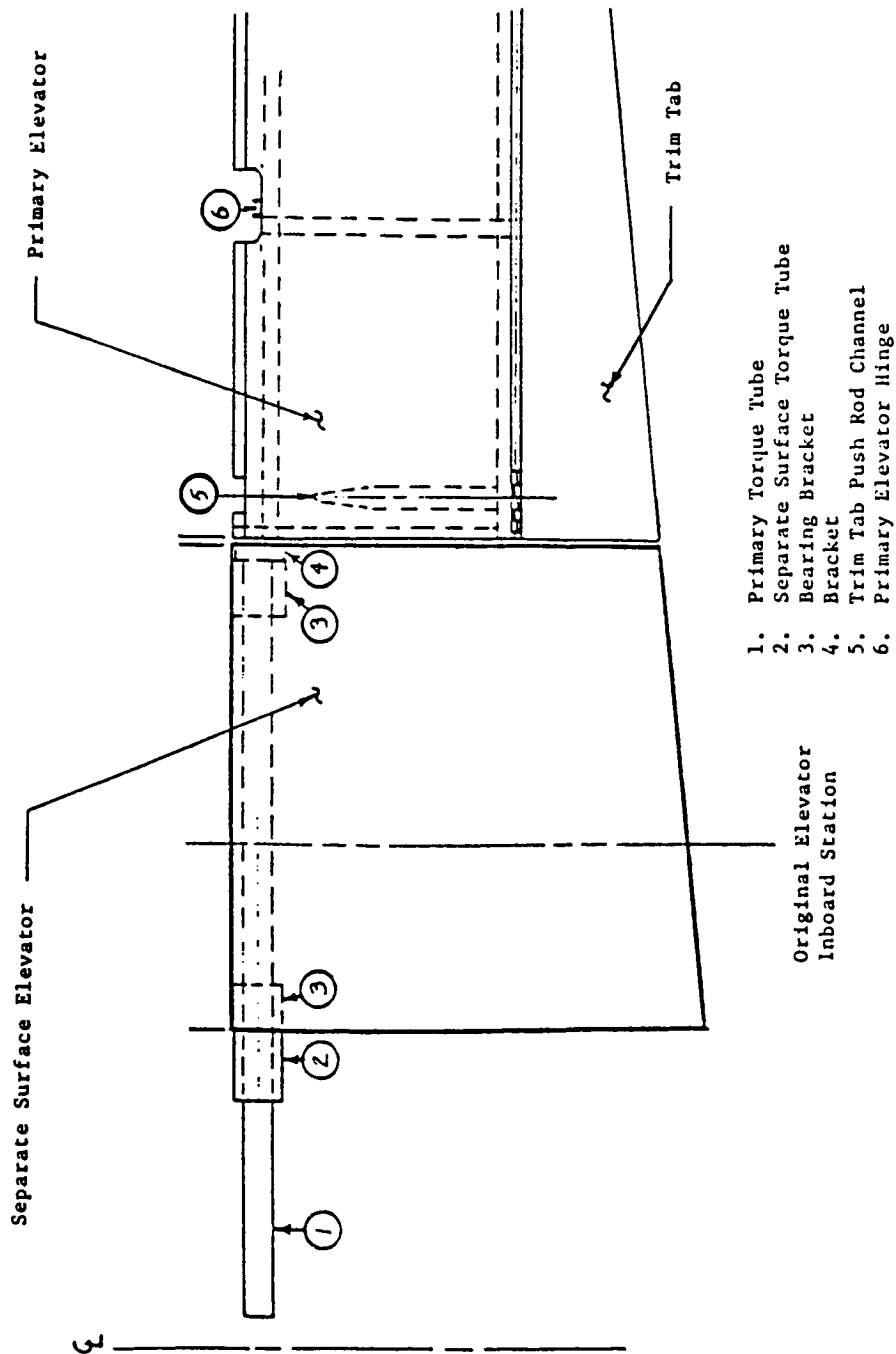 Primary Elevator
Separate Surface Elevator
Trim Tab
6
5
4
3
3
2
1
℄
Original Elevator
Inboard Station
1. Primary Torque Tube
2. Separate Surface Torque Tube
3. Bearing Bracket
4. Bracket
5. Trim Tab Push Rod Channel
6. Primary Elevator Hinge